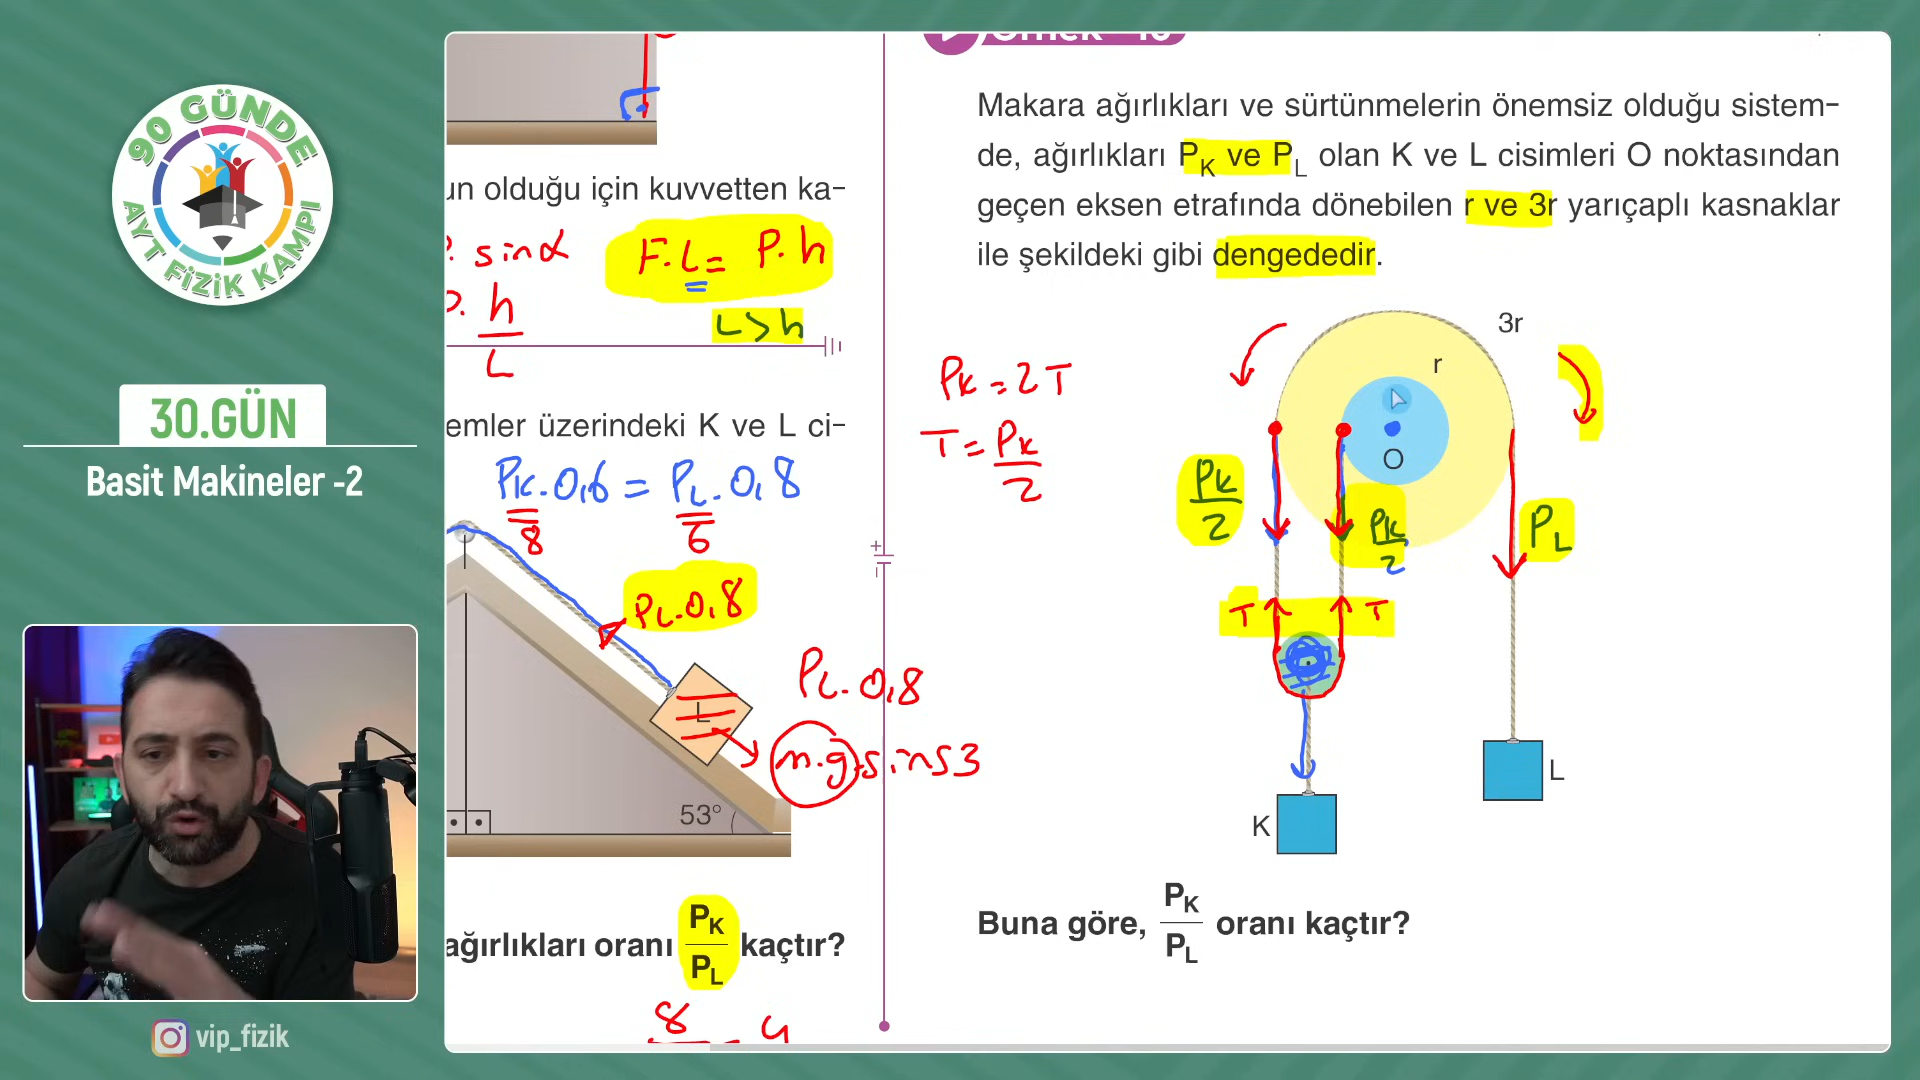 90 GÜNDE
AYT FİZİK KAMPI
30.GÜN
Basit Makineler -2
vip_fizik
un olduğu için kuvvetten ka-
P. sinα
F.L = P.h
P. h
L
L > h
emler üzerindeki K ve L ci-
PK.0,6 = PL.0,8
8 6
PL.0,8
L
PL.0,8
m.g.sin53
53°
ağırlıkları oranı PK
PL
kaçtır?
8
Makara ağırlıkları ve sürtünmelerin önemsiz olduğu sistem-
de, ağırlıkları PK ve PL olan K ve L cisimleri O noktasından
geçen eksen etrafında dönebilen r ve 3r yarıçaplı kasnaklar
ile şekildeki gibi dengededir.
3r
r
O
PK = 2T
T = PK
2
PK
2
PK
2
PL
T T
K
L
Buna göre, PK
PL
oranı kaçtır?